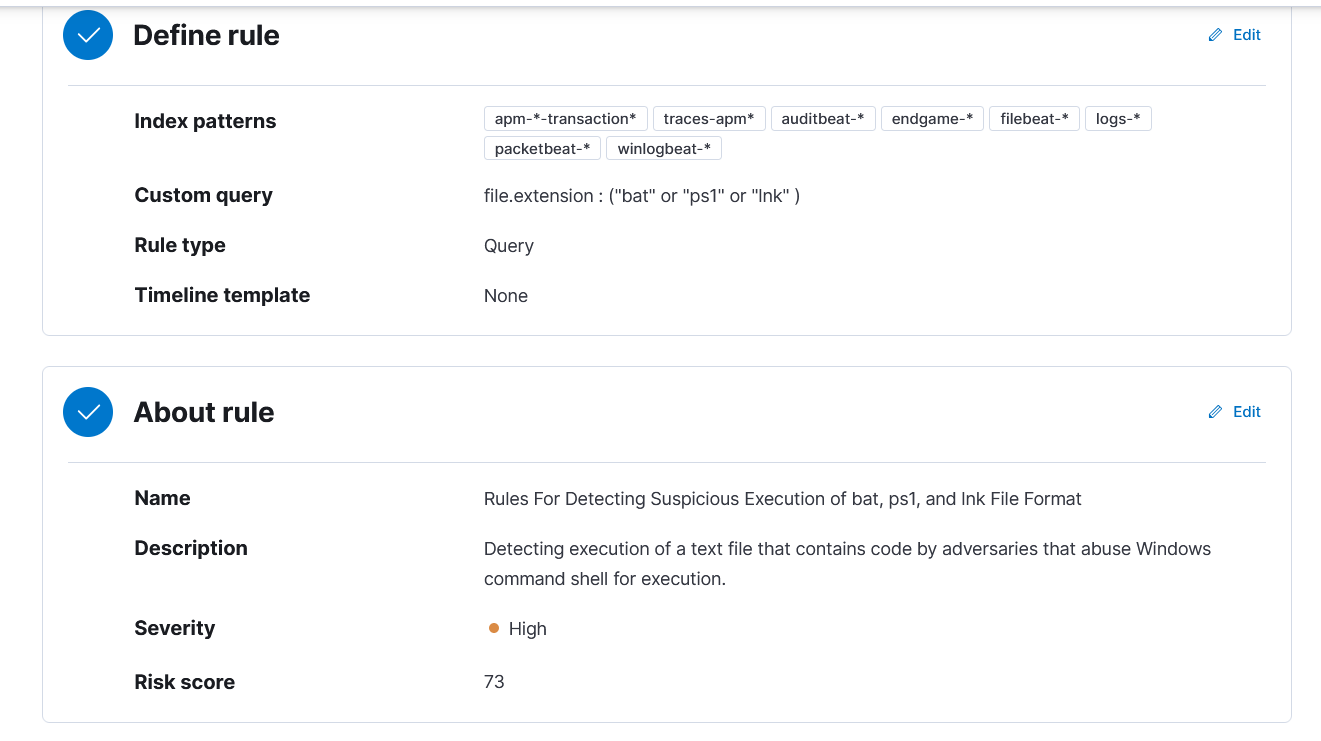 Define rule
Edit
Index patterns
apm-*-transaction* traces-apm* auditbeat-* endgame-* filebeat-* logs-*
packetbeat-* winlogbeat-*
Custom query
file.extension : ("bat" or "ps1" or "lnk" )
Rule type
Query
Timeline template
None
About rule
Edit
Name
Rules For Detecting Suspicious Execution of bat, ps1, and lnk File Format
Description
Detecting execution of a text file that contains code by adversaries that abuse Windows
command shell for execution.
Severity
High
Risk score
73